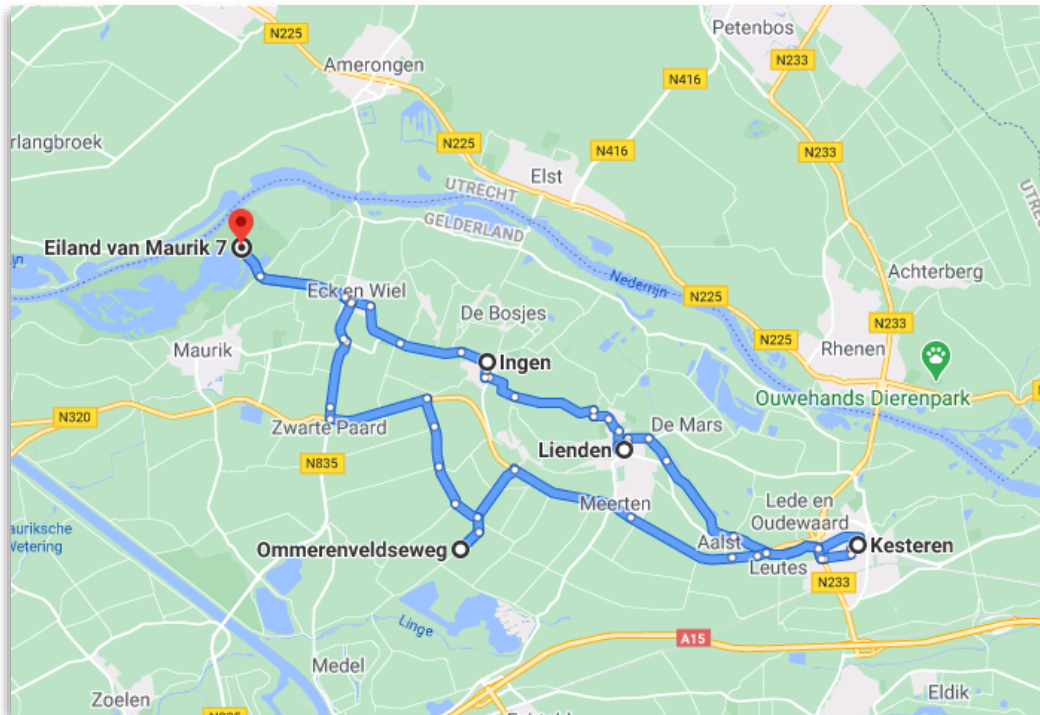 Petenbos
N225
Amerongen
N233
N416
rlangbroek
N225
N416
N233
Elst
UTRECHT
UTRE
GELDERLAND
Eiland van Maurik 7
Nederrijn
Achterberg
Eck en Wiel
N225
De Bosjes
N233
N225
Maurik
Rhenen
Ingen
Ouwehands Dierenpark
N320
Zwarte Paard
De Mars
Lienden
N835
Meerten
Lede en
Oudewaard
auriksche
Wetering
Aalst
Kesteren
Ommerenveldseweg
Leutes
N233
Linge
A15
Medel
Zoelen
Eldik